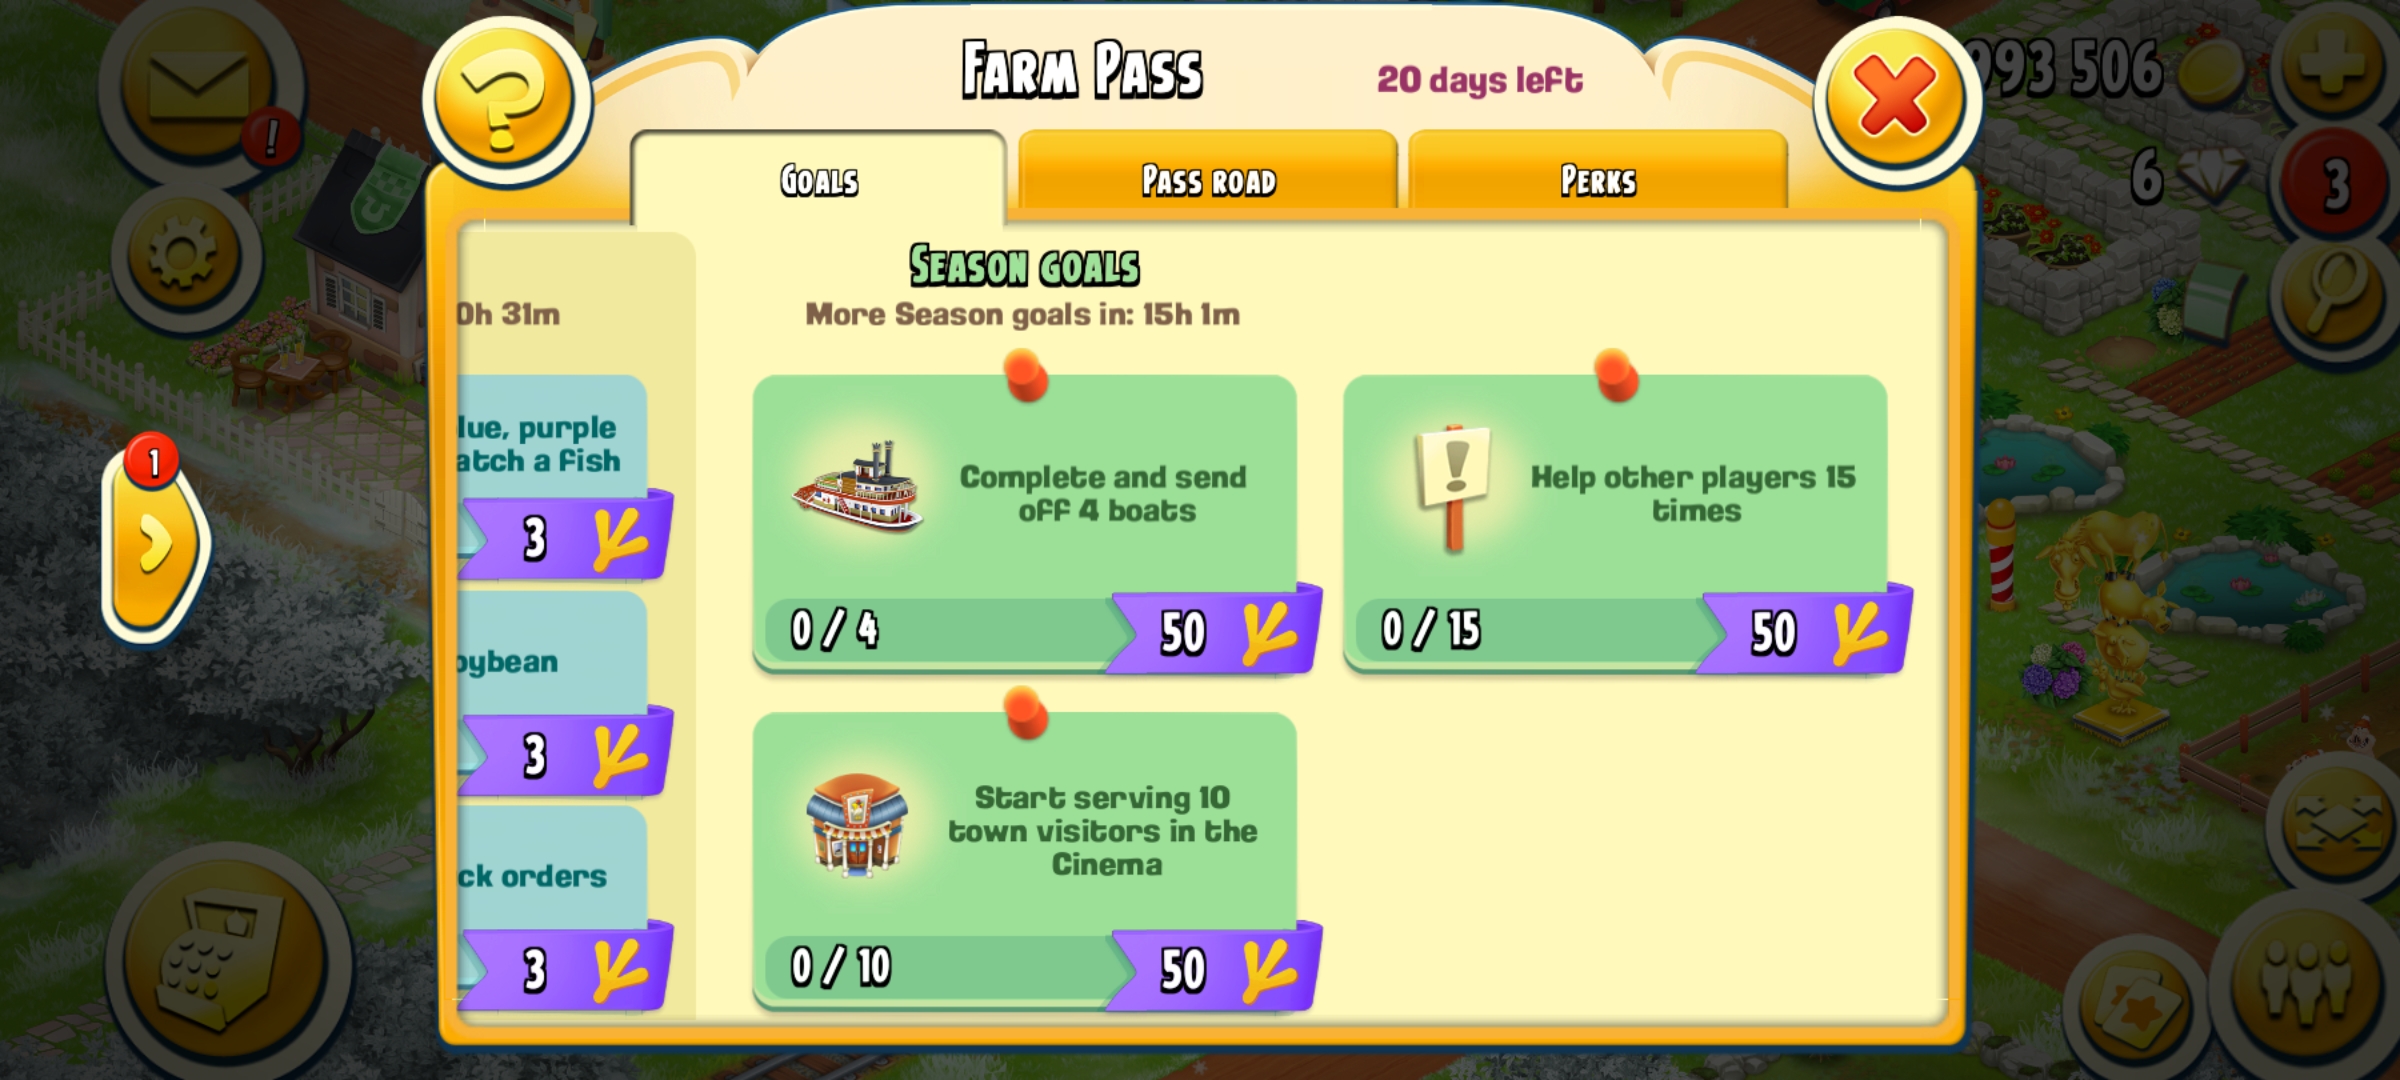 FARM PASS
20 days left
GOALS
PASS ROAD
PERKS
993 506
6
3
!
1
0h 31m
lue, purple
atch a fish
3
oybean
3
ck orders
3
SEASON GOALS
More Season goals in: 15h 1m
Complete and send
off 4 boats
0 / 4
50
!
Help other players 15
times
0 / 15
50
Start serving 10
town visitors in the
Cinema
0 / 10
50